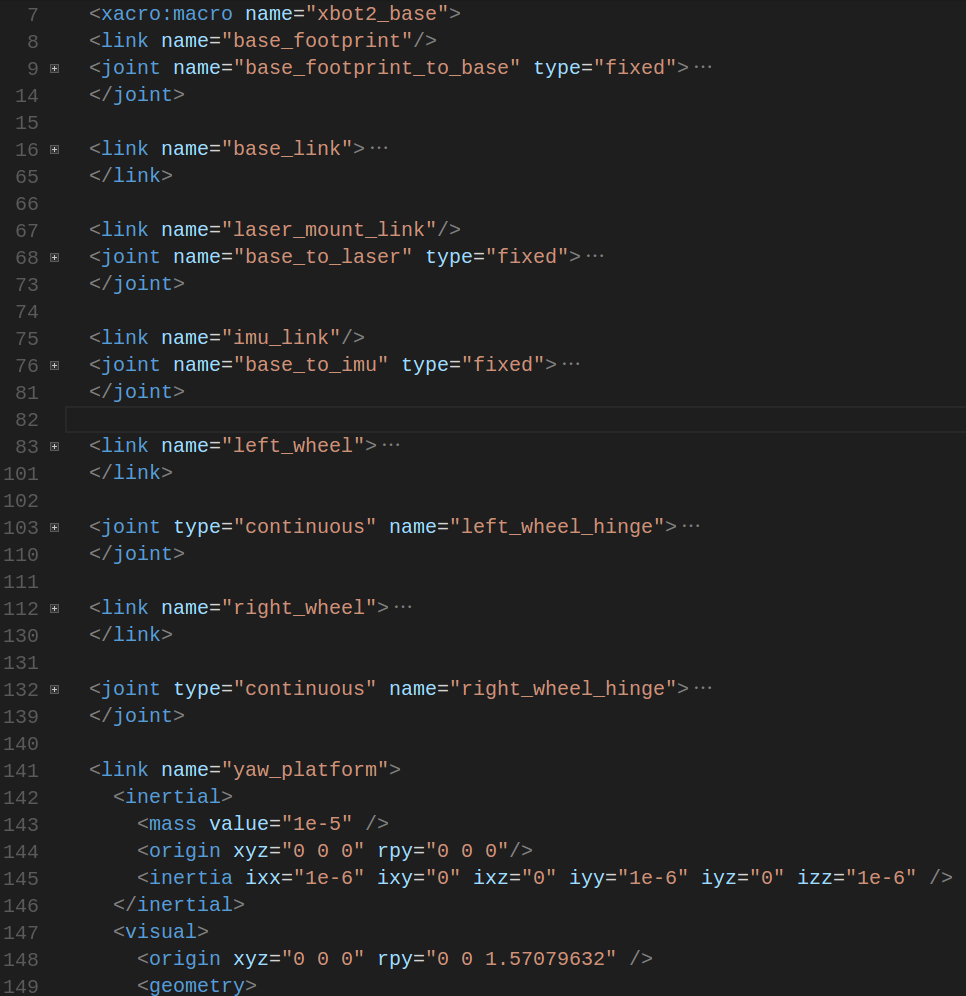 7 <xacro:macro name="xbot2_base">
8 <link name="base_footprint"/>
9 <joint name="base_footprint_to_base" type="fixed">···
14 </joint>
15
16 <link name="base_link">···
65 </link>
66
67 <link name="laser_mount_link"/>
68 <joint name="base_to_laser" type="fixed">···
73 </joint>
74
75 <link name="imu_link"/>
76 <joint name="base_to_imu" type="fixed">···
81 </joint>
82
83 <link name="left_wheel">···
101 </link>
102
103 <joint type="continuous" name="left_wheel_hinge">···
110 </joint>
111
112 <link name="right_wheel">···
130 </link>
131
132 <joint type="continuous" name="right_wheel_hinge">···
139 </joint>
140
141 <link name="yaw_platform">
142 <inertial>
143 <mass value="1e-5" />
144 <origin xyz="0 0 0" rpy="0 0 0"/>
145 <inertia ixx="1e-6" ixy="0" ixz="0" iyy="1e-6" iyz="0" izz="1e-6" />
146 </inertial>
147 <visual>
148 <origin xyz="0 0 0" rpy="0 0 1.57079632" />
149 <geometry>